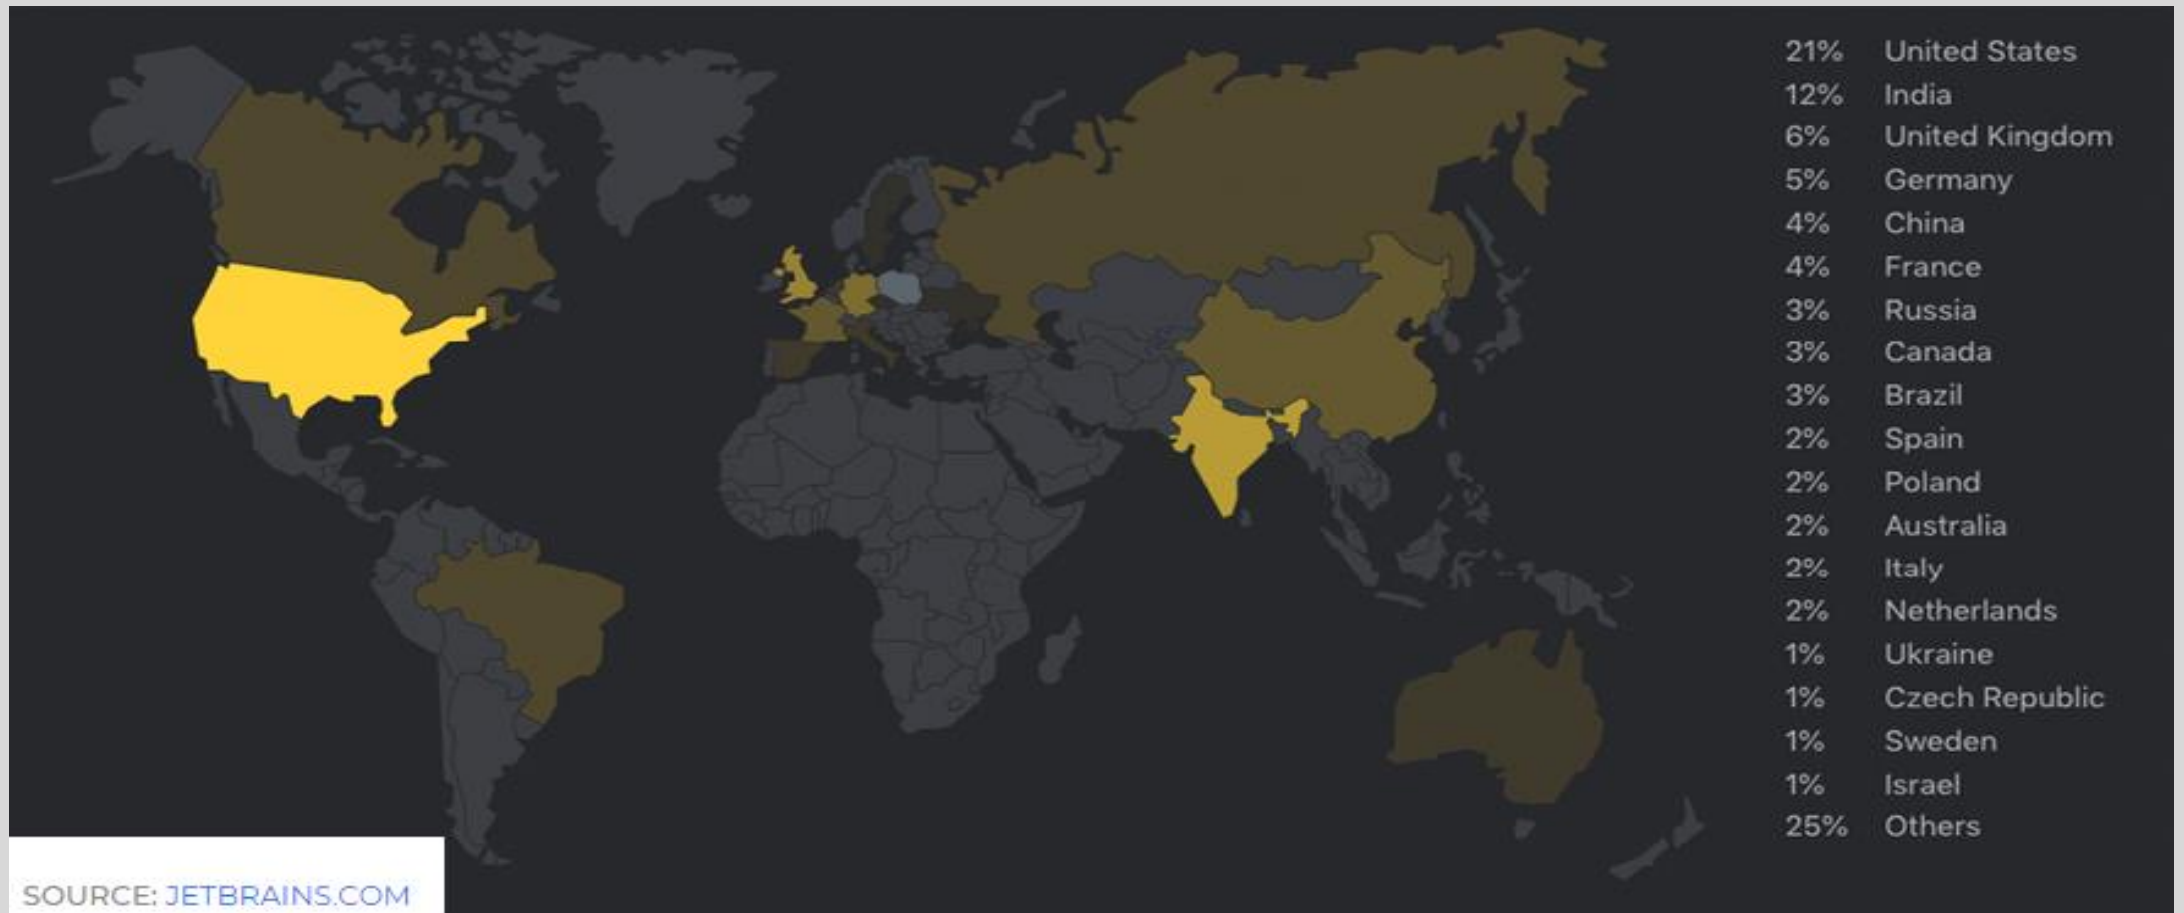 21% United States
12% India
6% United Kingdom
5% Germany
4% China
4% France
3% Russia
3% Canada
3% Brazil
2% Spain
2% Poland
2% Australia
2% Italy
2% Netherlands
1% Ukraine
1% Czech Republic
1% Sweden
1% Israel
25% Others
SOURCE: JETBRAINS.COM